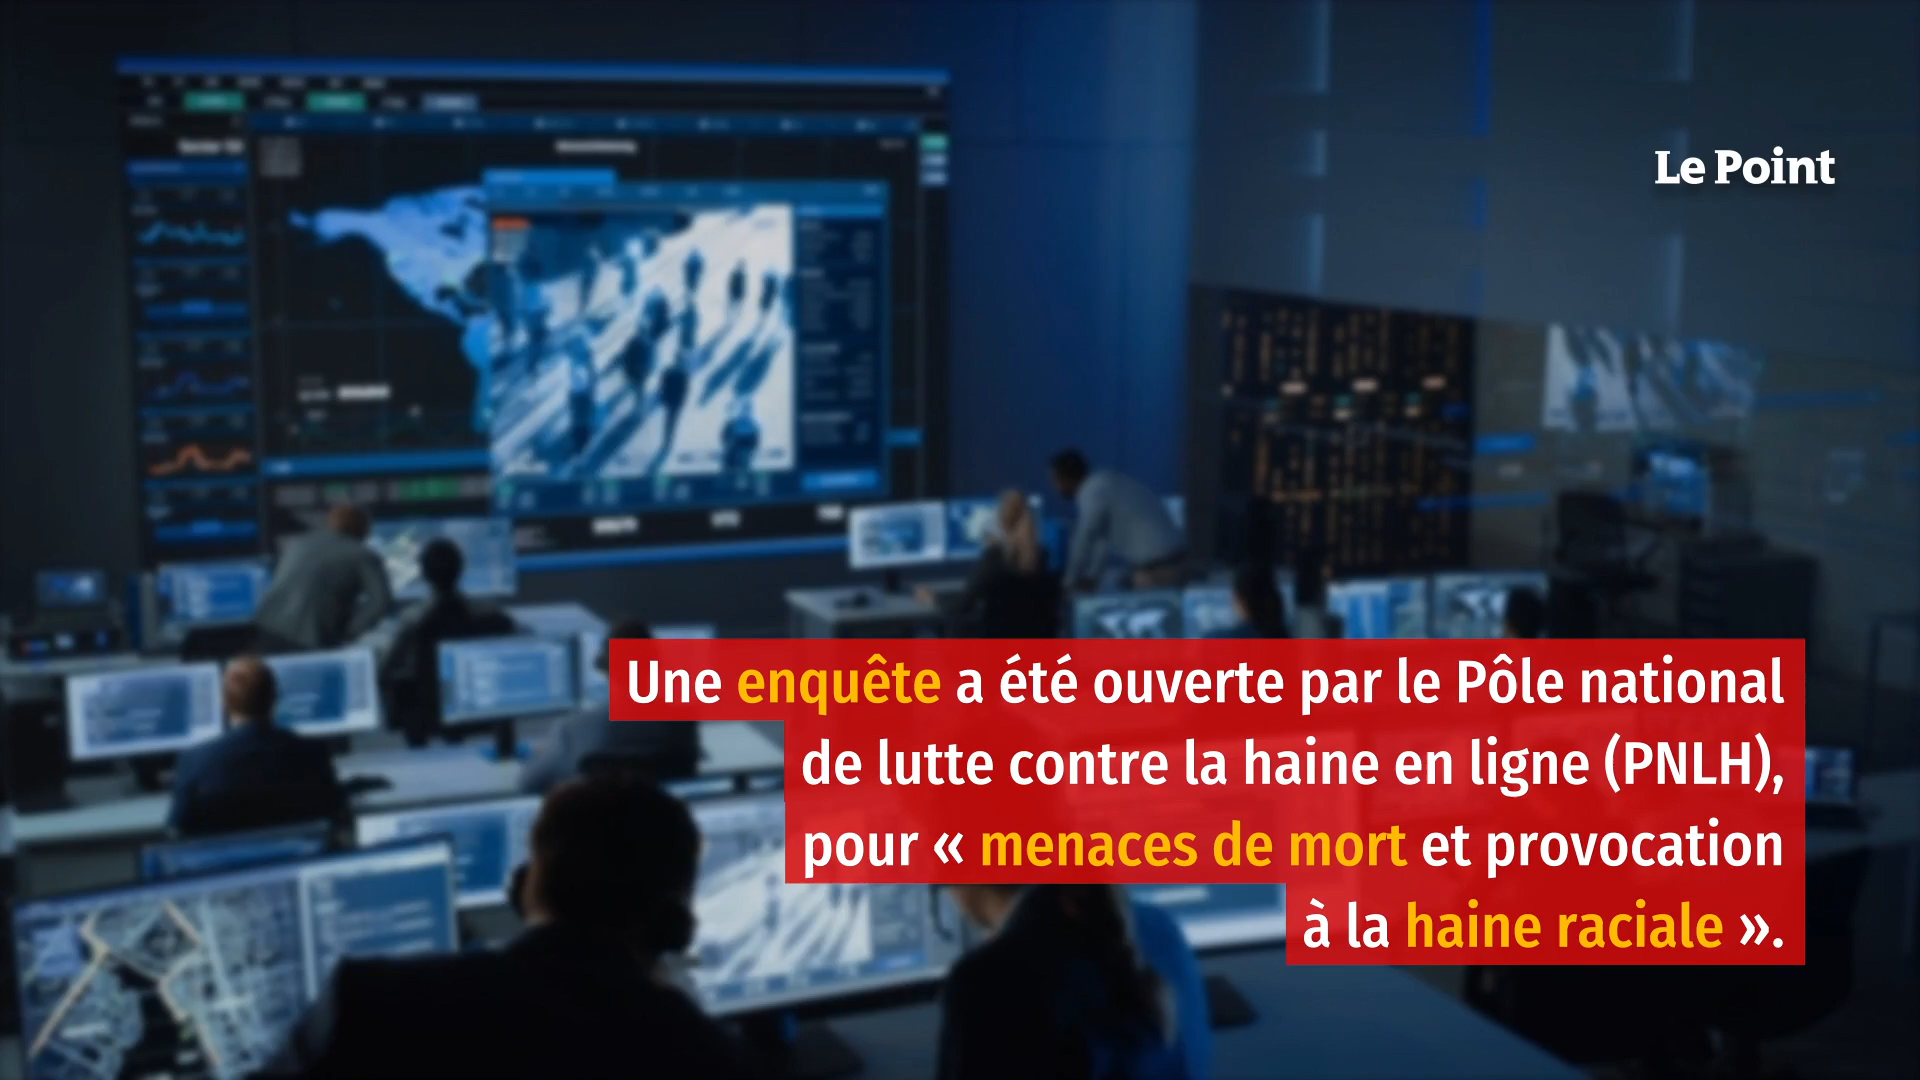 Le Point
Une enquête a été ouverte par le Pôle national
de lutte contre la haine en ligne (PNLH),
pour « menaces de mort et provocation
à la haine raciale ».